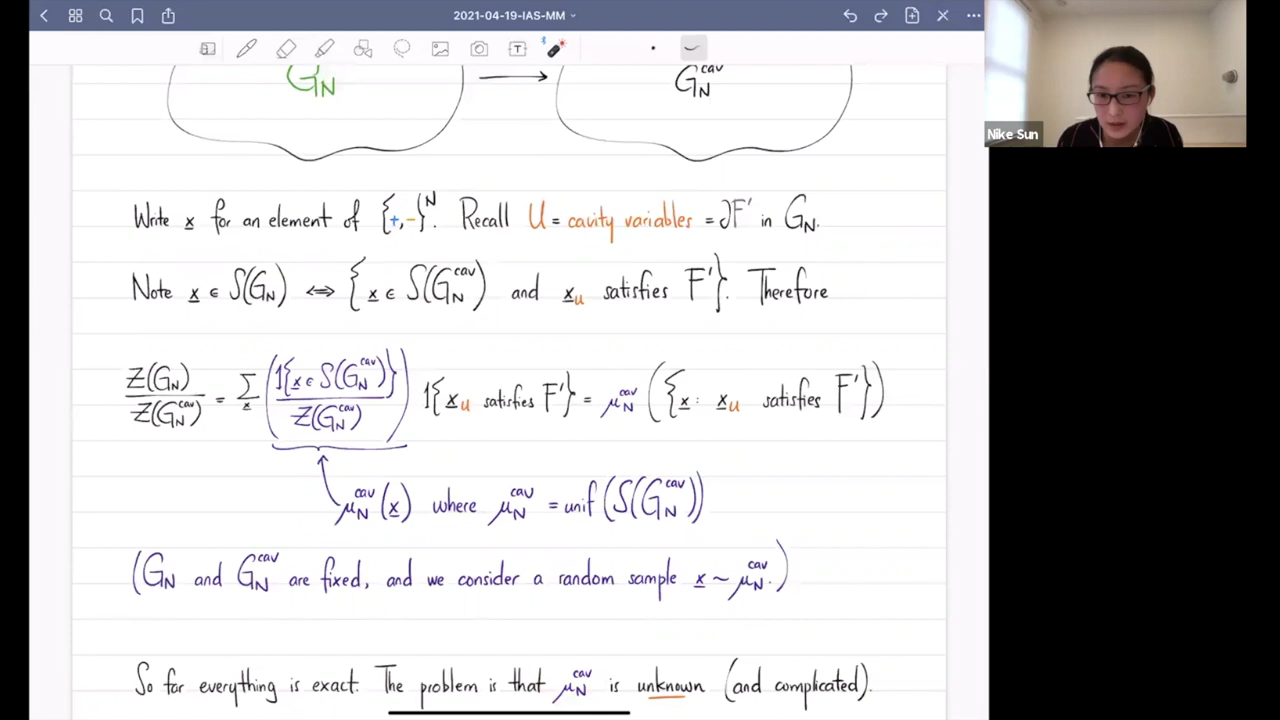 2021-04-19-IAS-MM
G_N → G_N^cav
Nike Sun
Write x for an element of {+,-}^N. Recall U = cavity variables = ∂F' in G_N.
Note x ∈ S(G_N) ⟺ {x ∈ S(G_N^cav) and x_u satisfies F'}. Therefore
Z(G_N)/Z(G_N^cav) = Σ_x (1{x ∈ S(G_N^cav)}/Z(G_N^cav)) 1{x_u satisfies F'} = μ_N^cav({x: x_u satisfies F'})
μ_N^cav(x) where μ_N^cav = unif(S(G_N^cav))
(G_N and G_N^cav are fixed, and we consider a random sample x ~ μ_N^cav.)
So far everything is exact. The problem is that μ_N^cav is unknown (and complicated).